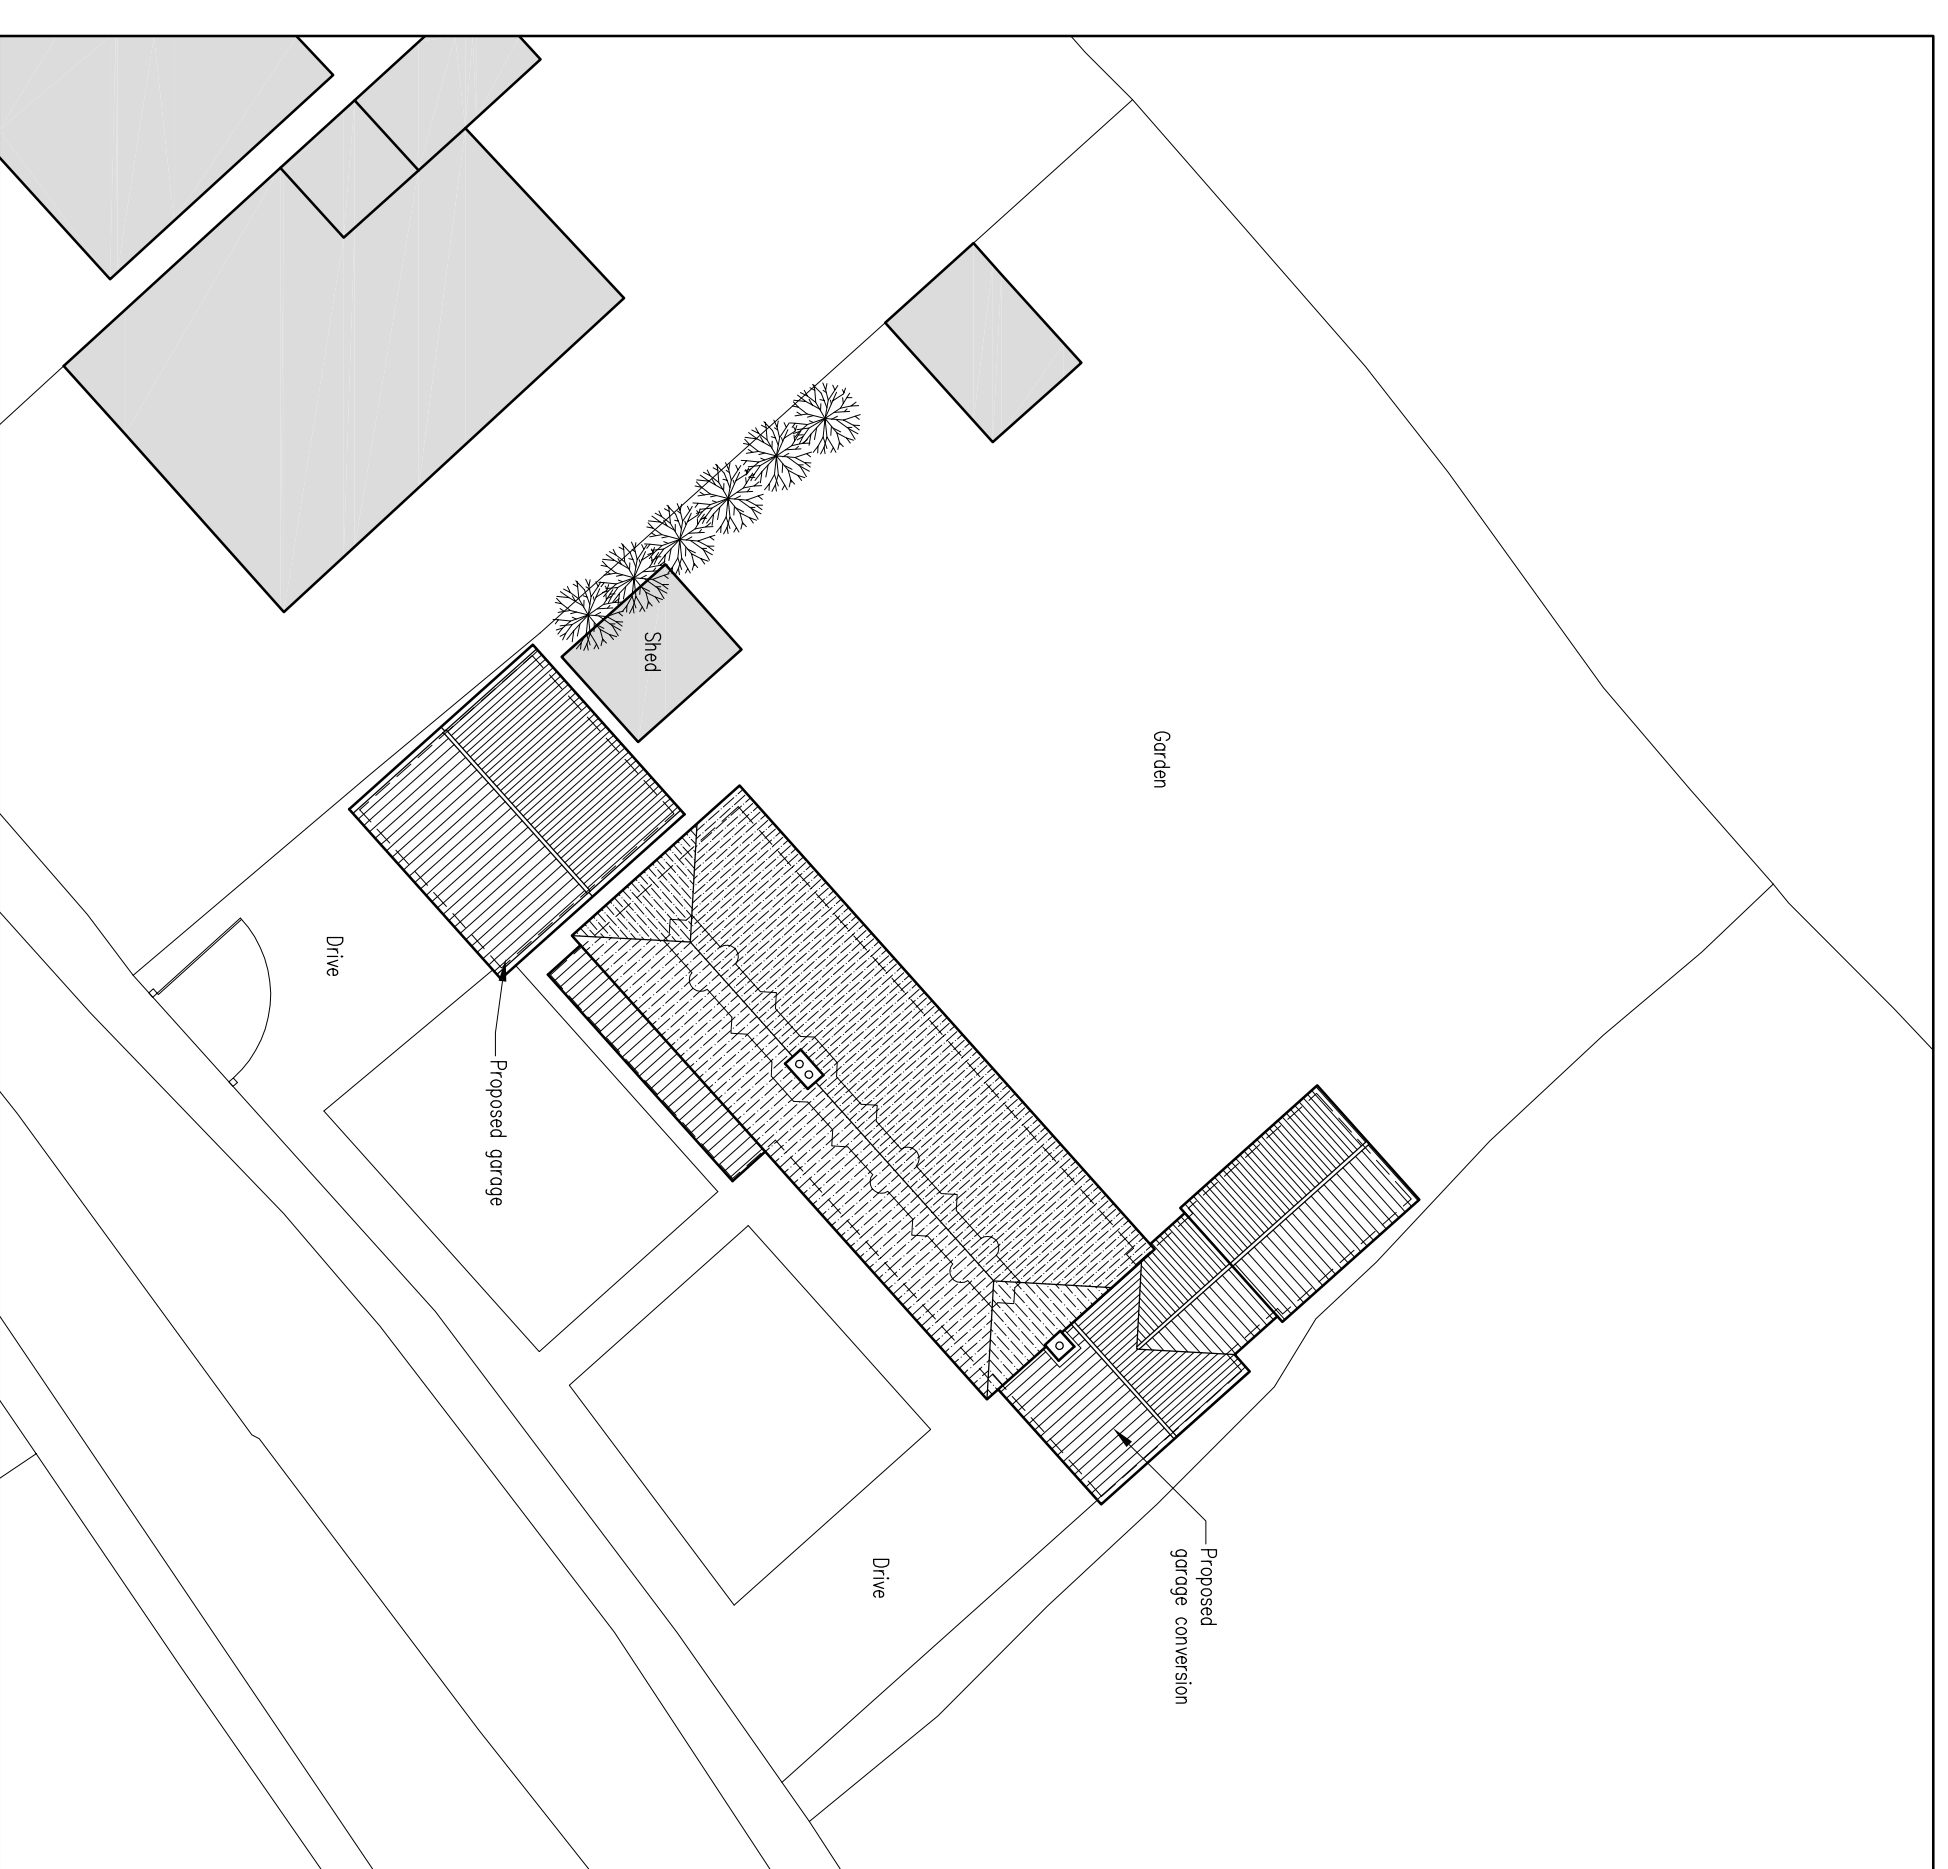 Shed
Garden
Drive
Proposed garage
Drive
Proposed
garage conversion